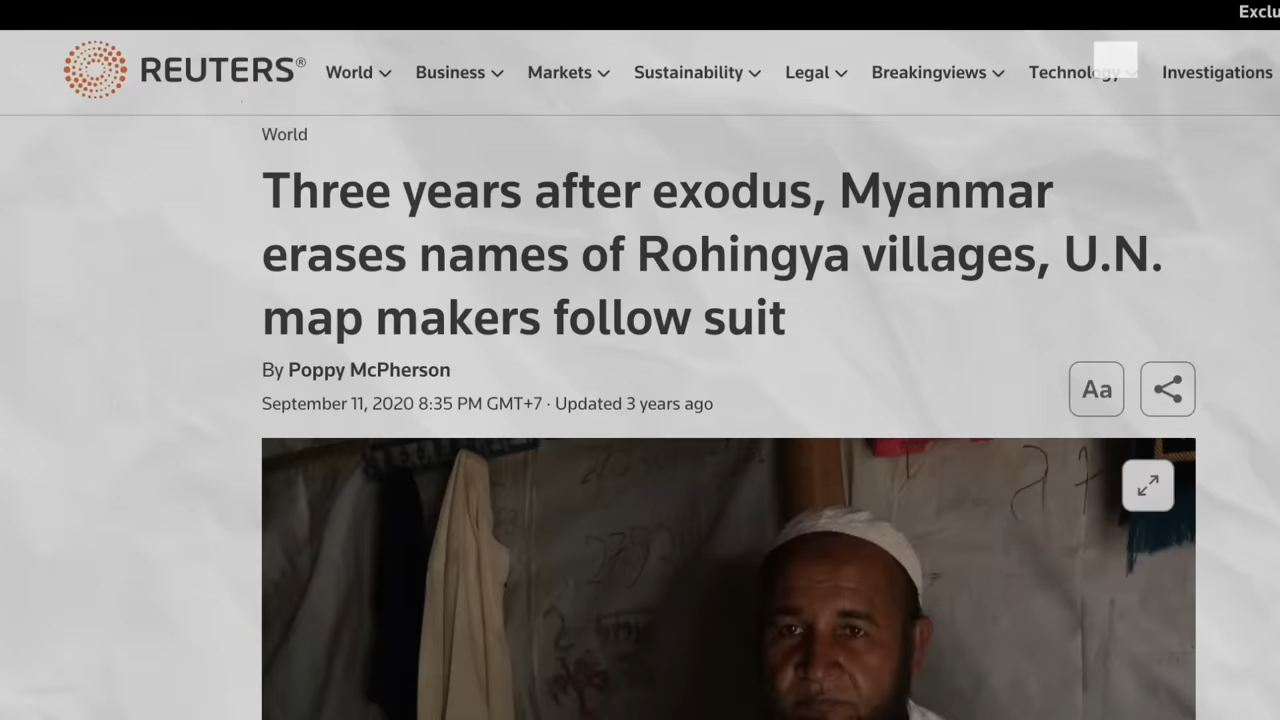 Exclu
REUTERS®
World Business Markets Sustainability Legal Breakingviews Technology Investigations
World
Three years after exodus, Myanmar
erases names of Rohingya villages, U.N.
map makers follow suit
By Poppy McPherson
September 11, 2020 8:35 PM GMT+7 · Updated 3 years ago
Aa